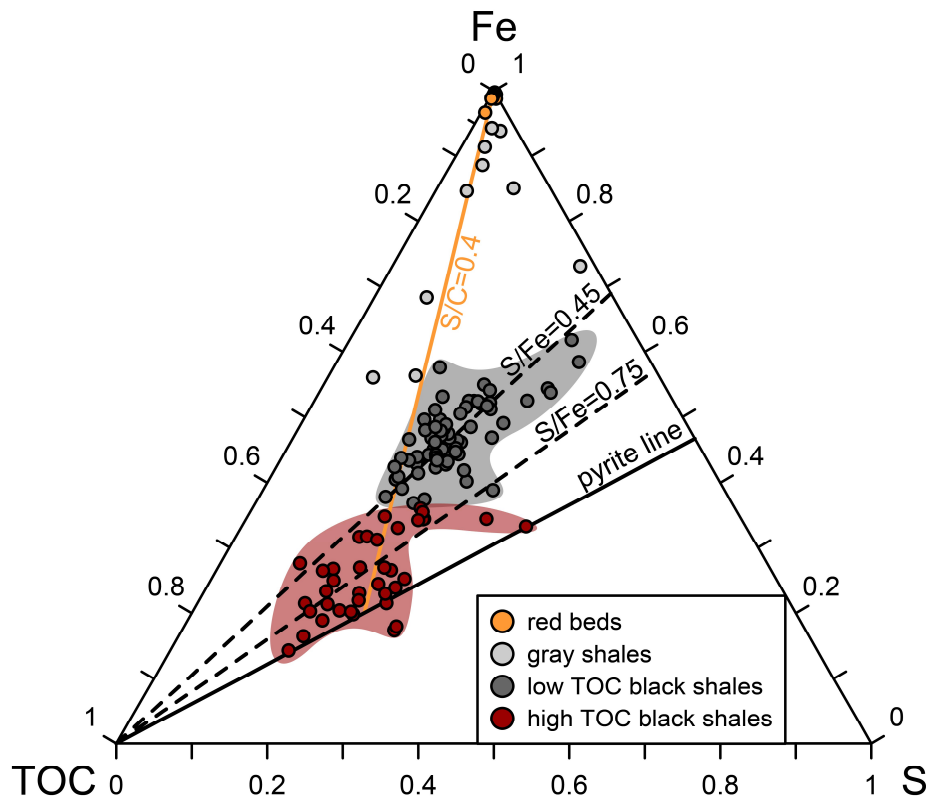 Fe
0 1
0.2 0.8
S/C=0.4
0.4 S/Fe=0.45 0.6
S/Fe=0.75
pyrite line
0.6 0.4
0.8 0.2
red beds
gray shales
low TOC black shales
high TOC black shales
1 0
TOC 0 0.2 0.4 0.6 0.8 1 S